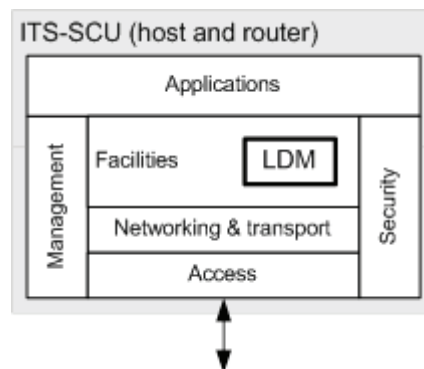 ITS-SCU (host and router)
Applications
Management
Facilities
LDM
Security
Networking & transport
Access